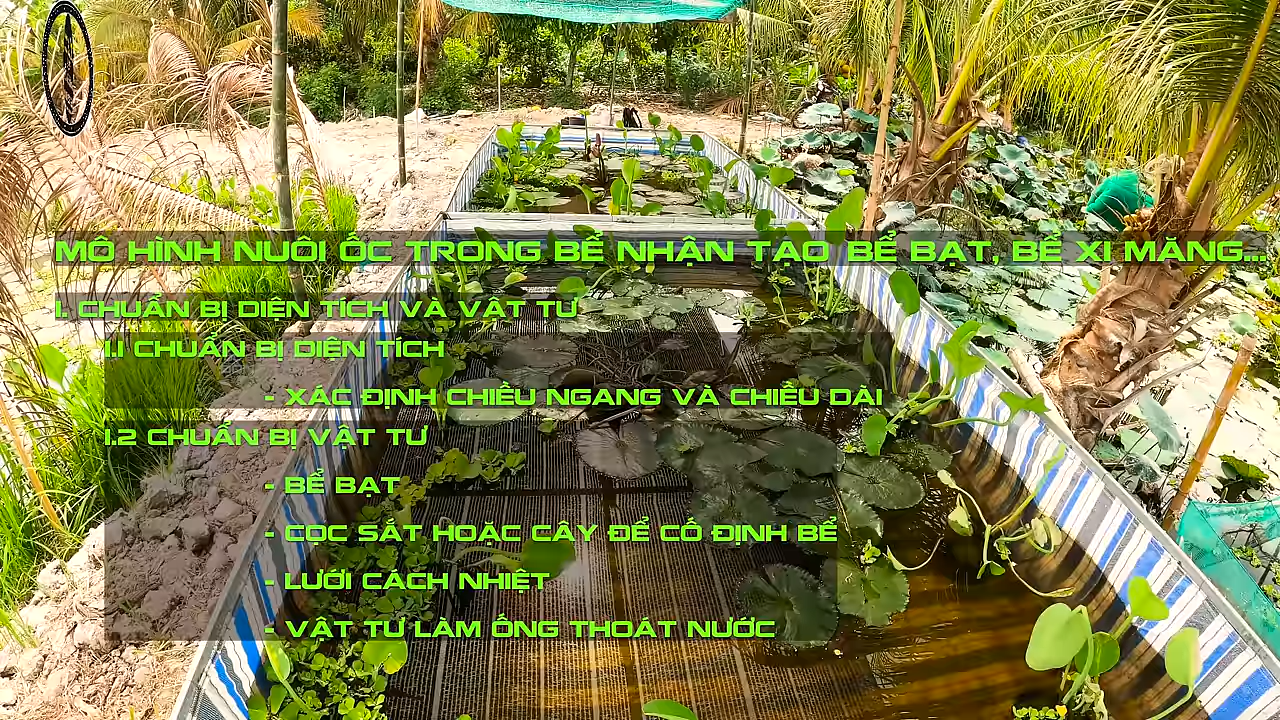 MÔ HÌNH NUÔI ỐC TRONG BỂ NHÂN TẠO BỂ BẠT, BỂ XI MĂNG...
1. CHUẨN BỊ DIỆN TÍCH VÀ VẬT TƯ
1.1 CHUẨN BỊ DIỆN TÍCH
- XÁC ĐỊNH CHIỀU NGANG VÀ CHIỀU DÀI
1.2 CHUẨN BỊ VẬT TƯ
- BỂ BẠT
- CỌC SẮT HOẶC CÂY ĐỂ CỐ ĐỊNH BỂ
- LƯỚI CÁCH NHIỆT
- VẬT TƯ LÀM ỐNG THOÁT NƯỚC